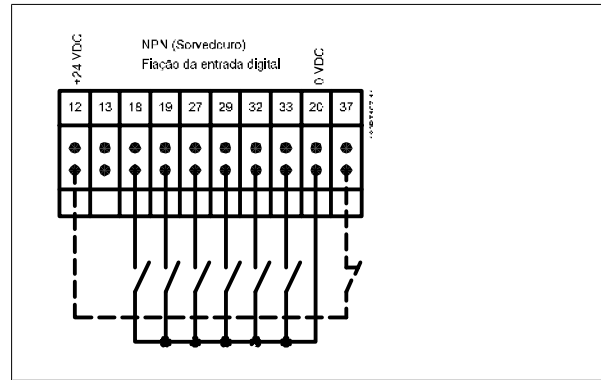 NPN (Sorvedouro)
Fiação da entrada digital
+24 VDC
0 VDC
12 13 18 19 27 29 32 33 20 37